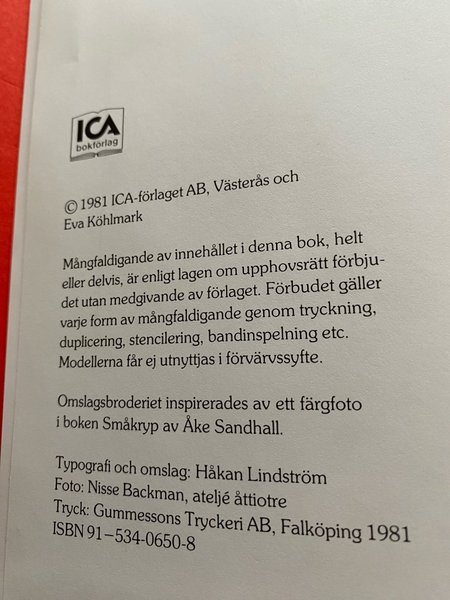 ICA
bokförlag
© 1981 ICA-förlaget AB, Västerås och
Eva Köhlmark
Mångfaldigande av innehållet i denna bok, helt
eller delvis, är enligt lagen om upphovsrätt förbju-
det utan medgivande av förlaget. Förbudet gäller
varje form av mångfaldigande genom tryckning,
duplicering, stencilering, bandinspelning etc.
Modellerna får ej utnyttjas i förvärvssyfte.
Omslagsbroderiet inspirerades av ett färgfoto
i boken Småkryp av Åke Sandhall.
Typografi och omslag: Håkan Lindström
Foto: Nisse Backman, ateljé åttiotre
Tryck: Gummessons Tryckeri AB, Falköping 1981
ISBN 91–534-0650-8